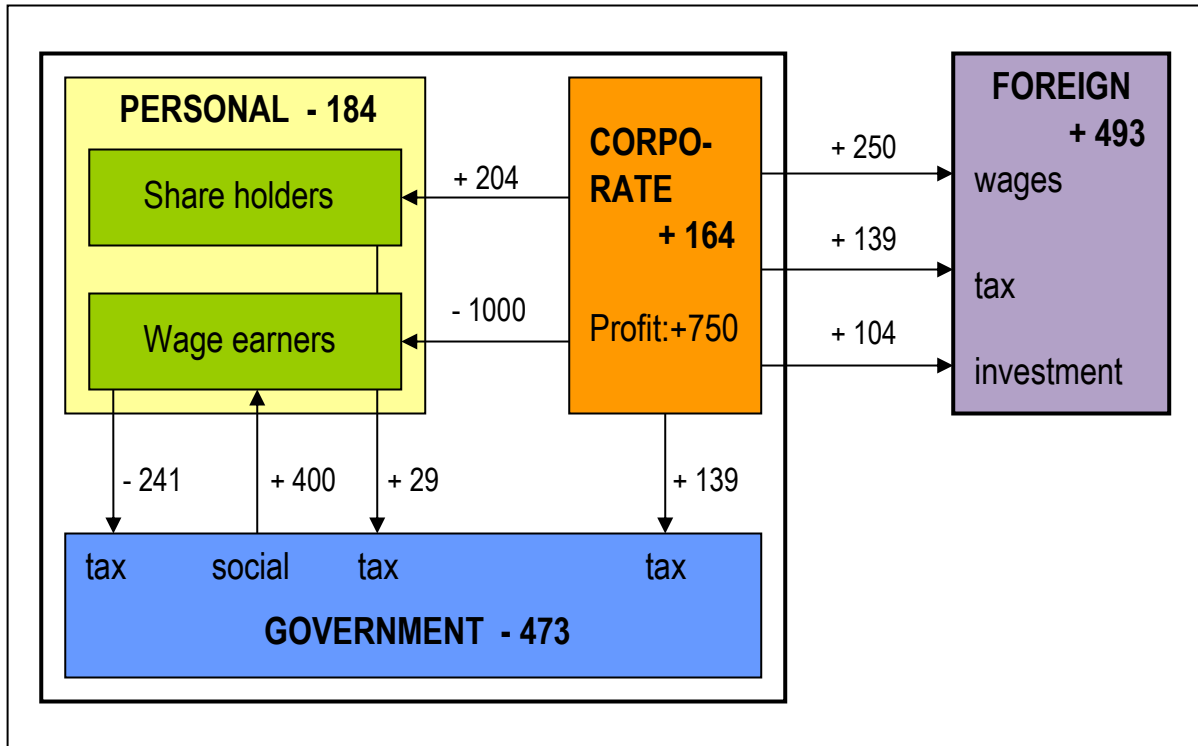 PERSONAL - 184
Share holders
Wage earners
+ 204
- 1000
CORPO-
RATE
+ 164
Profit:+750
+ 250
+ 139
+ 104
FOREIGN
+ 493
wages
tax
investment
- 241
+ 400
+ 29
+ 139
tax
social
tax
tax
GOVERNMENT - 473